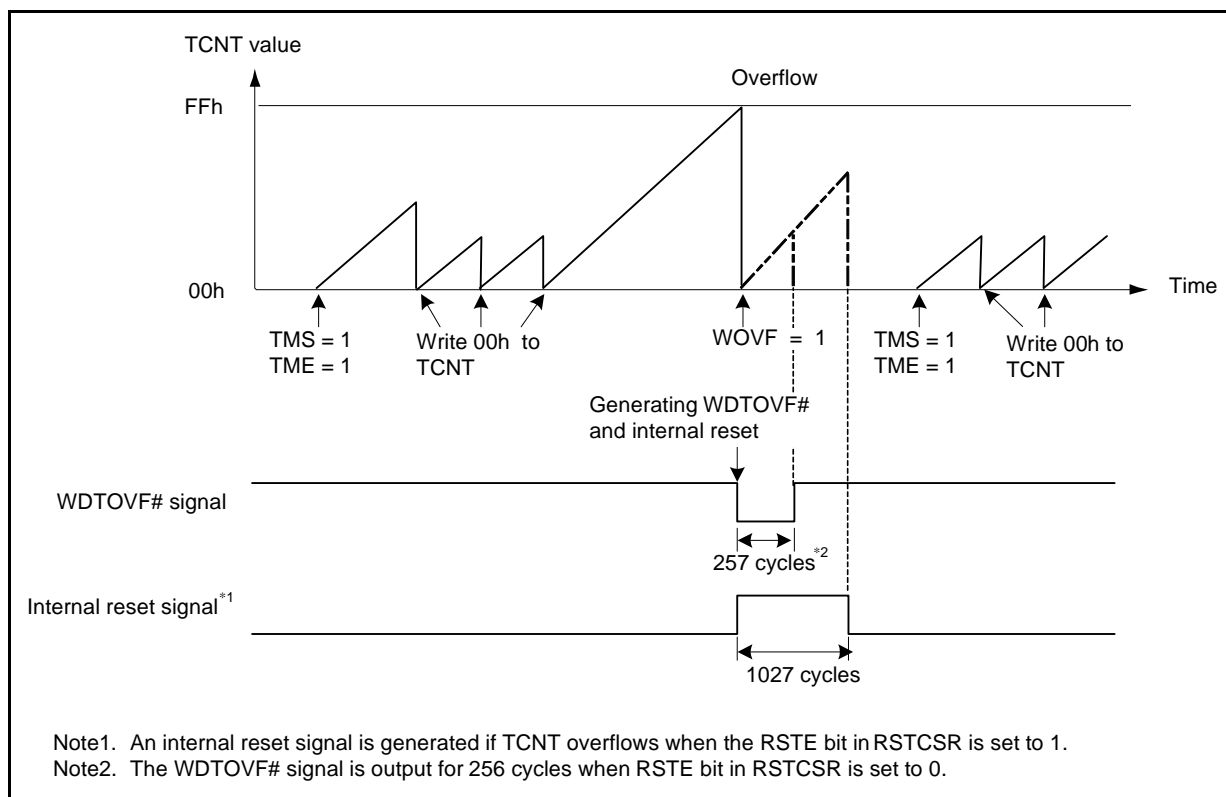 TCNT value
Overflow
FFh
00h
Time
TMS = 1
TME = 1
Write 00h to
TCNT
WOVF = 1
TMS = 1
TME = 1
Write 00h to
TCNT
Generating WDTOVF#
and internal reset
WDTOVF# signal
257 cycles*2
Internal reset signal*1
1027 cycles
Note1. An internal reset signal is generated if TCNT overflows when the RSTE bit in RSTCSR is set to 1.
Note2. The WDTOVF# signal is output for 256 cycles when RSTE bit in RSTCSR is set to 0.